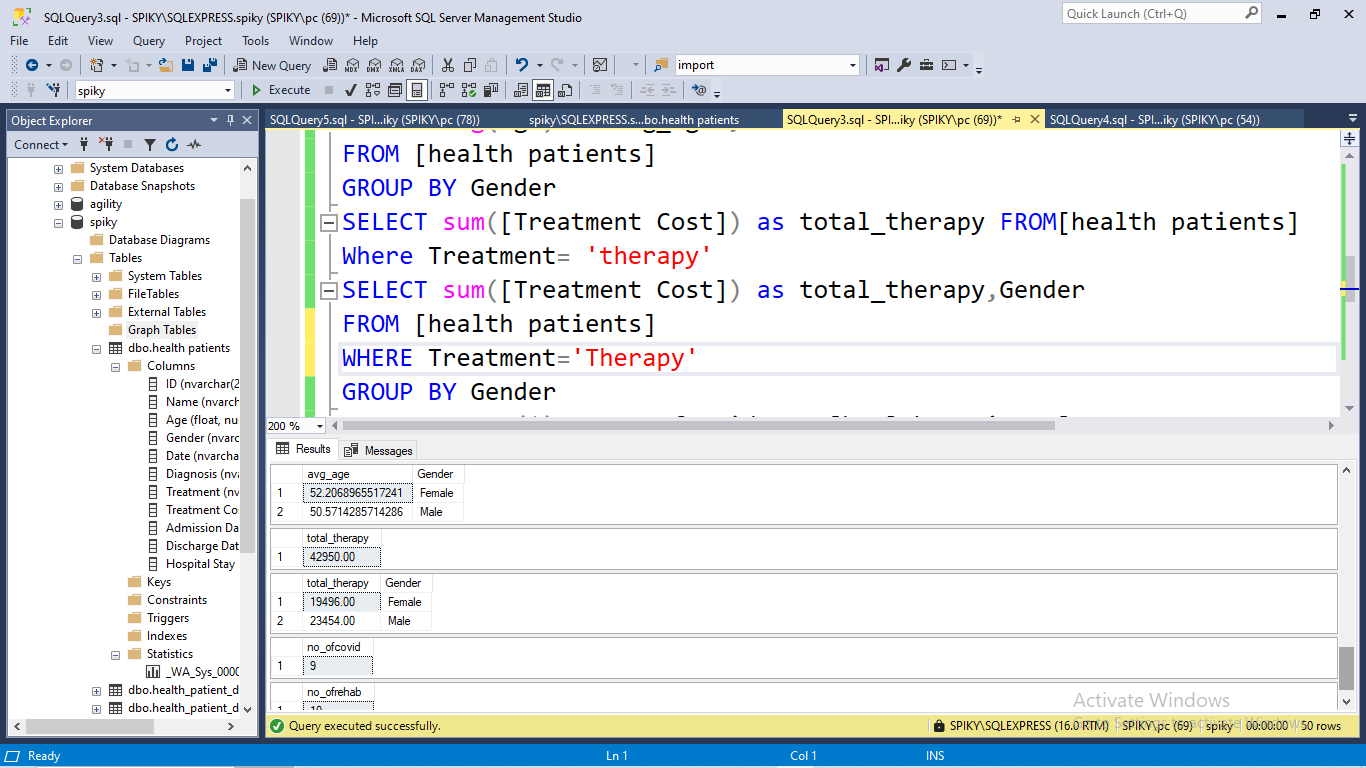 SQLQuery3.sql - SPIKY\SQLEXPRESS.spiky (SPIKY\pc (69))* - Microsoft SQL Server Management Studio
Quick Launch (Ctrl+Q)
File Edit View Query Project Tools Window Help
New Query MDX DMX XMLA DAX import
spiky Execute
Object Explorer
SQLQuery5.sql - SPI...iky (SPIKY\pc (78)) spiky\SQLEXPRESS.s...bo.health patients SQLQuery3.sql - SPI...iky (SPIKY\pc (69))* SQLQuery4.sql - SPI...iky (SPIKY\pc (54))
Connect
System Databases
Database Snapshots
agility
spiky
Database Diagrams
Tables
System Tables
FileTables
External Tables
Graph Tables
dbo.health patients
Columns
ID (nvarchar(2
Name (nvarch
Age (float, nu
Gender (nvarc
Date (nvarcha
Diagnosis (nva
Treatment (nv
Treatment Co
Admission Da
Discharge Dat
Hospital Stay
Keys
Constraints
Triggers
Indexes
Statistics
_WA_Sys_0000
dbo.health_patient_d
dbo.health_patient_d
FROM [health patients]
GROUP BY Gender
SELECT sum([Treatment Cost]) as total_therapy FROM[health patients]
Where Treatment= 'therapy'
SELECT sum([Treatment Cost]) as total_therapy,Gender
FROM [health patients]
WHERE Treatment='Therapy'
GROUP BY Gender
200 %
Results Messages
avg_age Gender
1 52.2068965517241 Female
2 50.5714285714286 Male
total_therapy
1 42950.00
total_therapy Gender
1 19496.00 Female
2 23454.00 Male
no_ofcovid
1 9
no_ofrehab
1 10
Activate Windows
Go to Settings to activate Windows.
Query executed successfully. SPIKY\SQLEXPRESS (16.0 RTM) SPIKY\pc (69) spiky 00:00:00 50 rows
Ready Ln 1 Col 1 INS